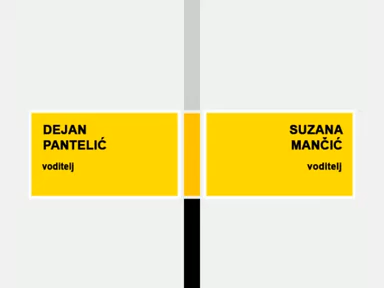 DEJAN
PANTELIĆ
voditelj
SUZANA
MANČIĆ
voditelj